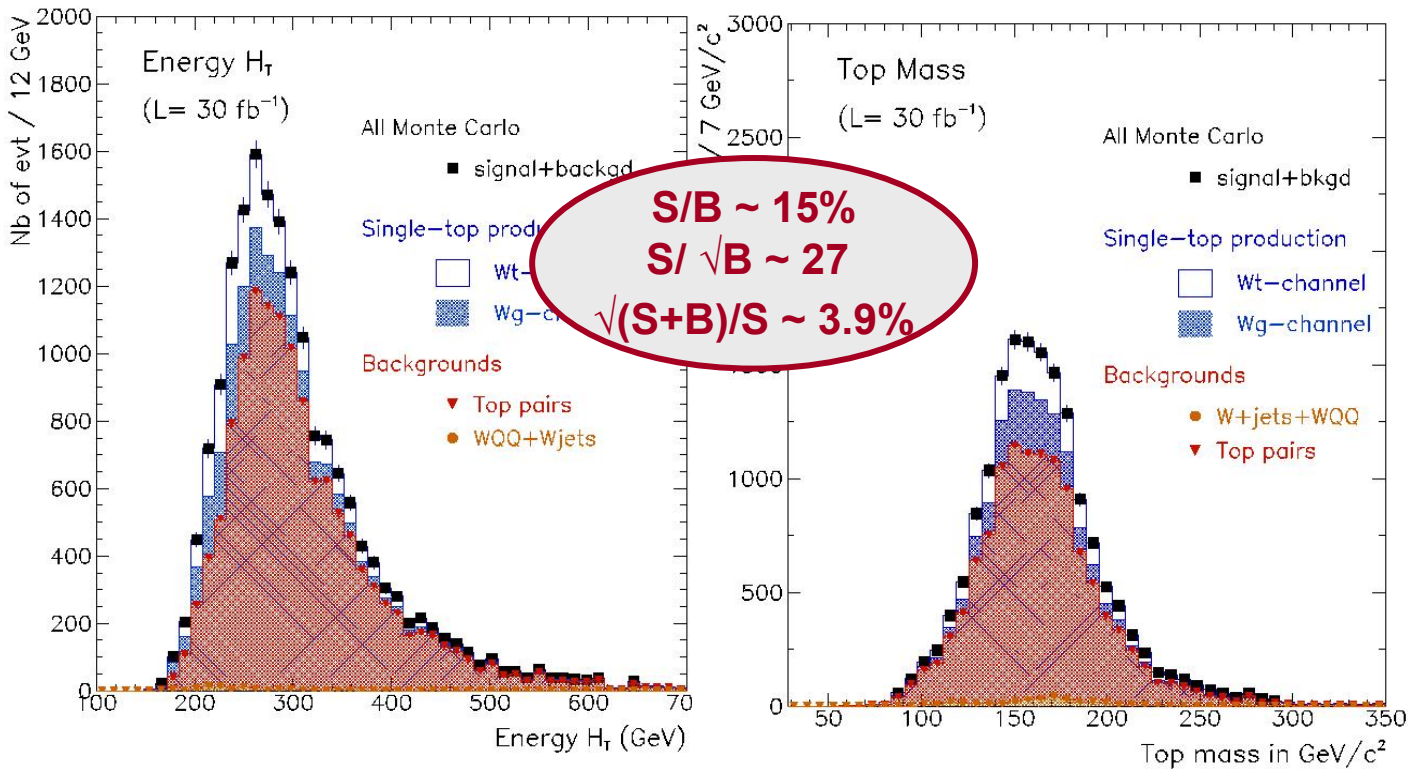 2000
1800
1600
1400
1200
1000
800
600
400
200
0
Nb of evt / 12 GeV
Energy H_T
(L= 30 fb⁻¹)
All Monte Carlo
signal+backgd
Single-top produ
Wt-
Wg-c
Backgrounds
Top pairs
WQQ+Wjets
100 200 300 400 500 600 70
Energy H_T (GeV)
S/B ~ 15%
S/ √B ~ 27
√(S+B)/S ~ 3.9%
3000
2500
1000
500
0
/ 7 GeV/c²
Top Mass
(L= 30 fb⁻¹)
All Monte Carlo
signal+bkgd
Single-top production
Wt-channel
Wg-channel
Backgrounds
W+jets+WQQ
Top pairs
50 100 150 200 250 300 350
Top mass in GeV/c²